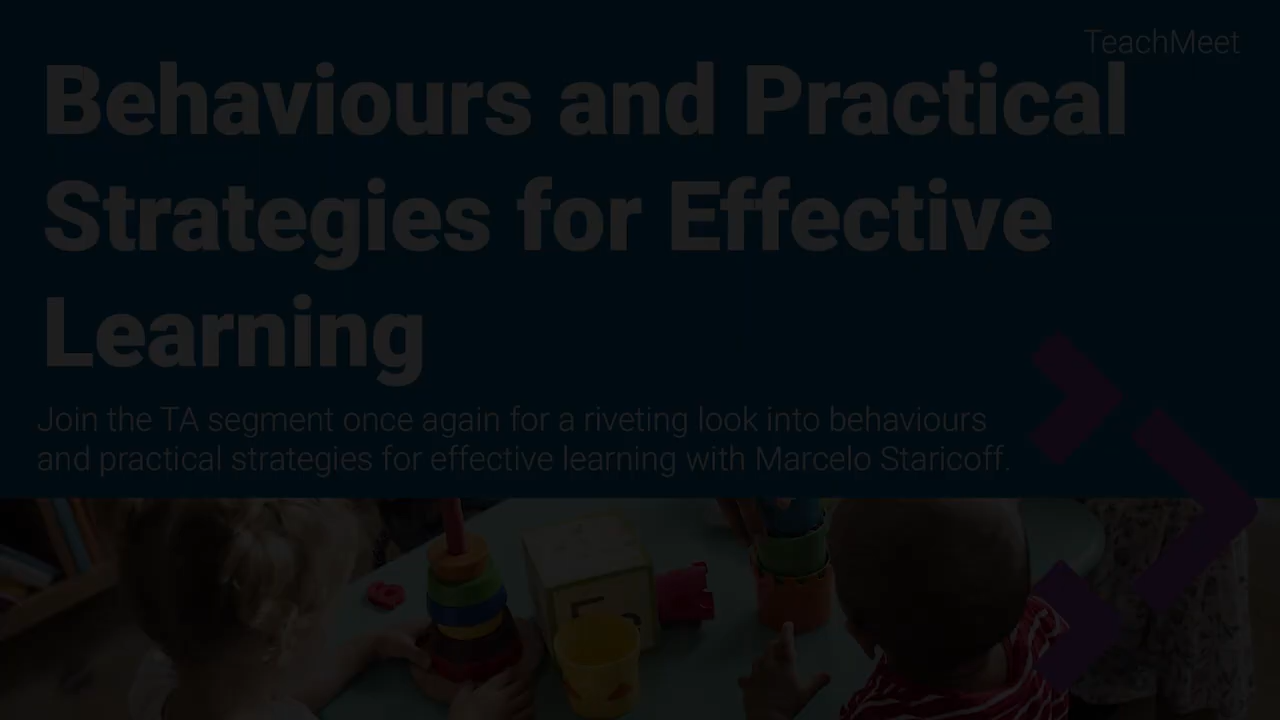 TeachMeet
Behaviours and Practical
Strategies for Effective
Learning
Join the TA segment once again for a riveting look into behaviours
and practical strategies for effective learning with Marcelo Staricoff.